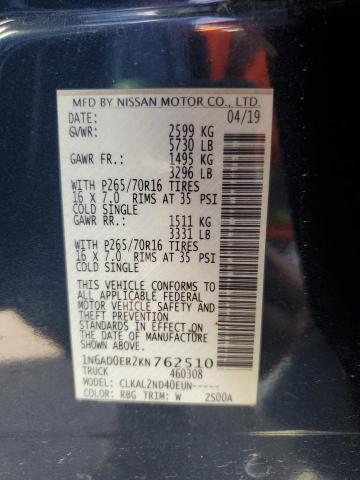 MFD BY NISSAN MOTOR CO., LTD.
DATE: 04/19
GVWR: 2599 KG
5730 LB
GAWR FR.: 1495 KG
3296 LB
WITH P265/70R16 TIRES
16 X 7.0 RIMS AT 35 PSI
COLD SINGLE
GAWR RR.: 1511 KG
3331 LB
WITH P265/70R16 TIRES
16 X 7.0 RIMS AT 35 PSI
COLD SINGLE
THIS VEHICLE CONFORMS TO ALL
APPLICABLE FEDERAL
MOTOR VEHICLE SAFETY
AND THEFT PREVENTION
STANDARDS IN EFFECT ON THE
DATE OF MANUFACTURE
SHOWN ABOVE.
1N6AD0ER2KN762510
TRUCK 460308
MODEL: CLKAL2ND40EUN-----
COLOR: RBG TRIM: W 2S00A